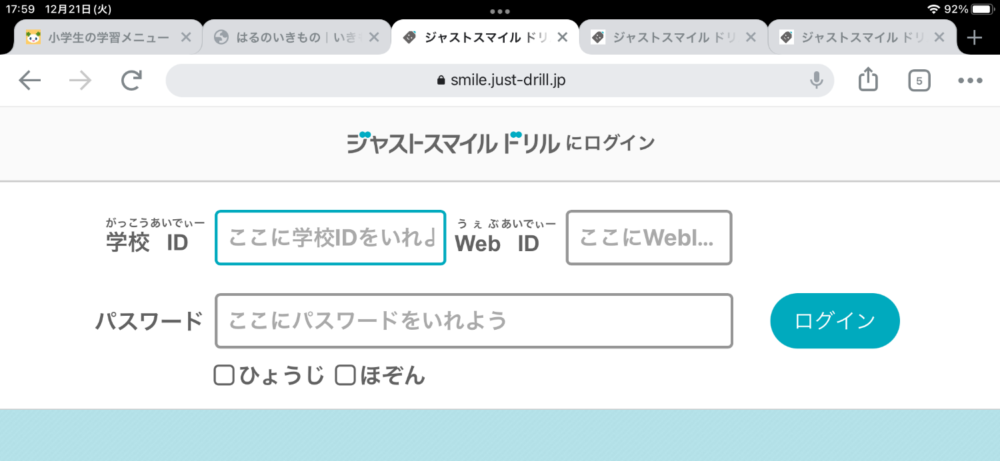 17:59 12月21日(火) 92%
小学生の学習メニュー はるのいきもの｜いき ジャストスマイル ドリ ジャストスマイル ドリ ジャストスマイル ドリ
smile.just-drill.jp 5
ジャストスマイル ドリル にログイン
がっこうあいでぃー うぇぶあいでぃー
学校 ID ここに学校IDをいれよ Web ID ここにWebI...
パスワード ここにパスワードをいれよう ログイン
ひょうじ ほぞん